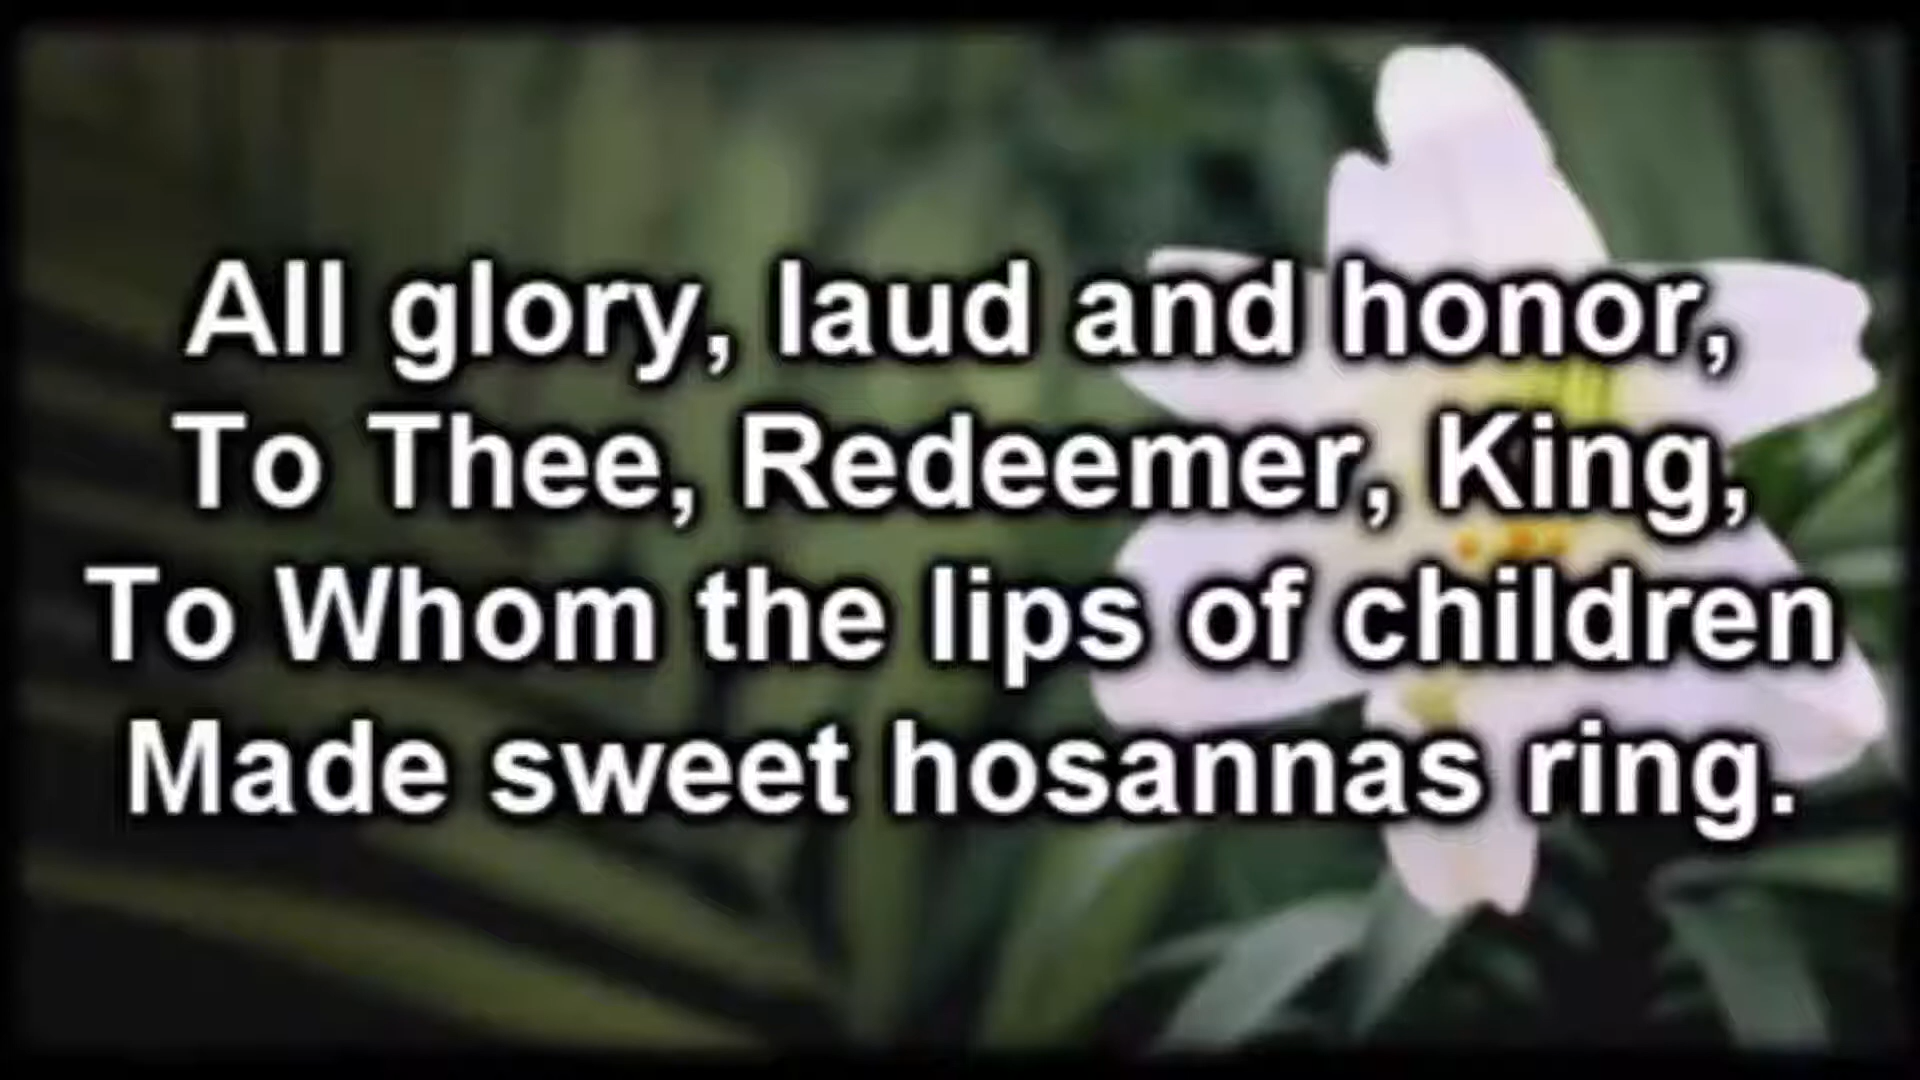 All glory, laud and honor,
To Thee, Redeemer, King,
To Whom the lips of children
Made sweet hosannas ring.